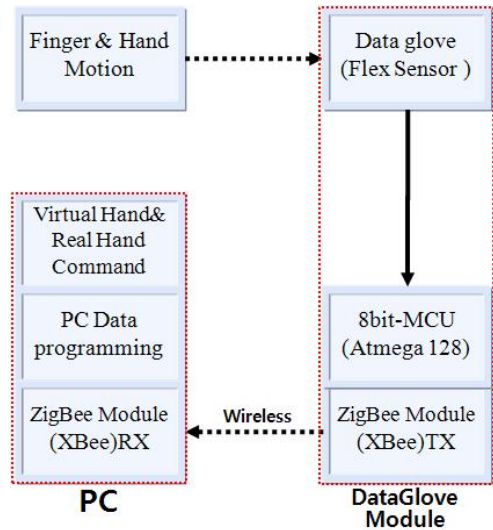 Finger & Hand
Motion
Data glove
(Flex Sensor )
Virtual Hand&
Real Hand
Command
PC Data
programming
ZigBee Module
(XBee)RX
PC
Wireless
8bit-MCU
(Atmega 128)
ZigBee Module
(XBee)TX
DataGlove
Module